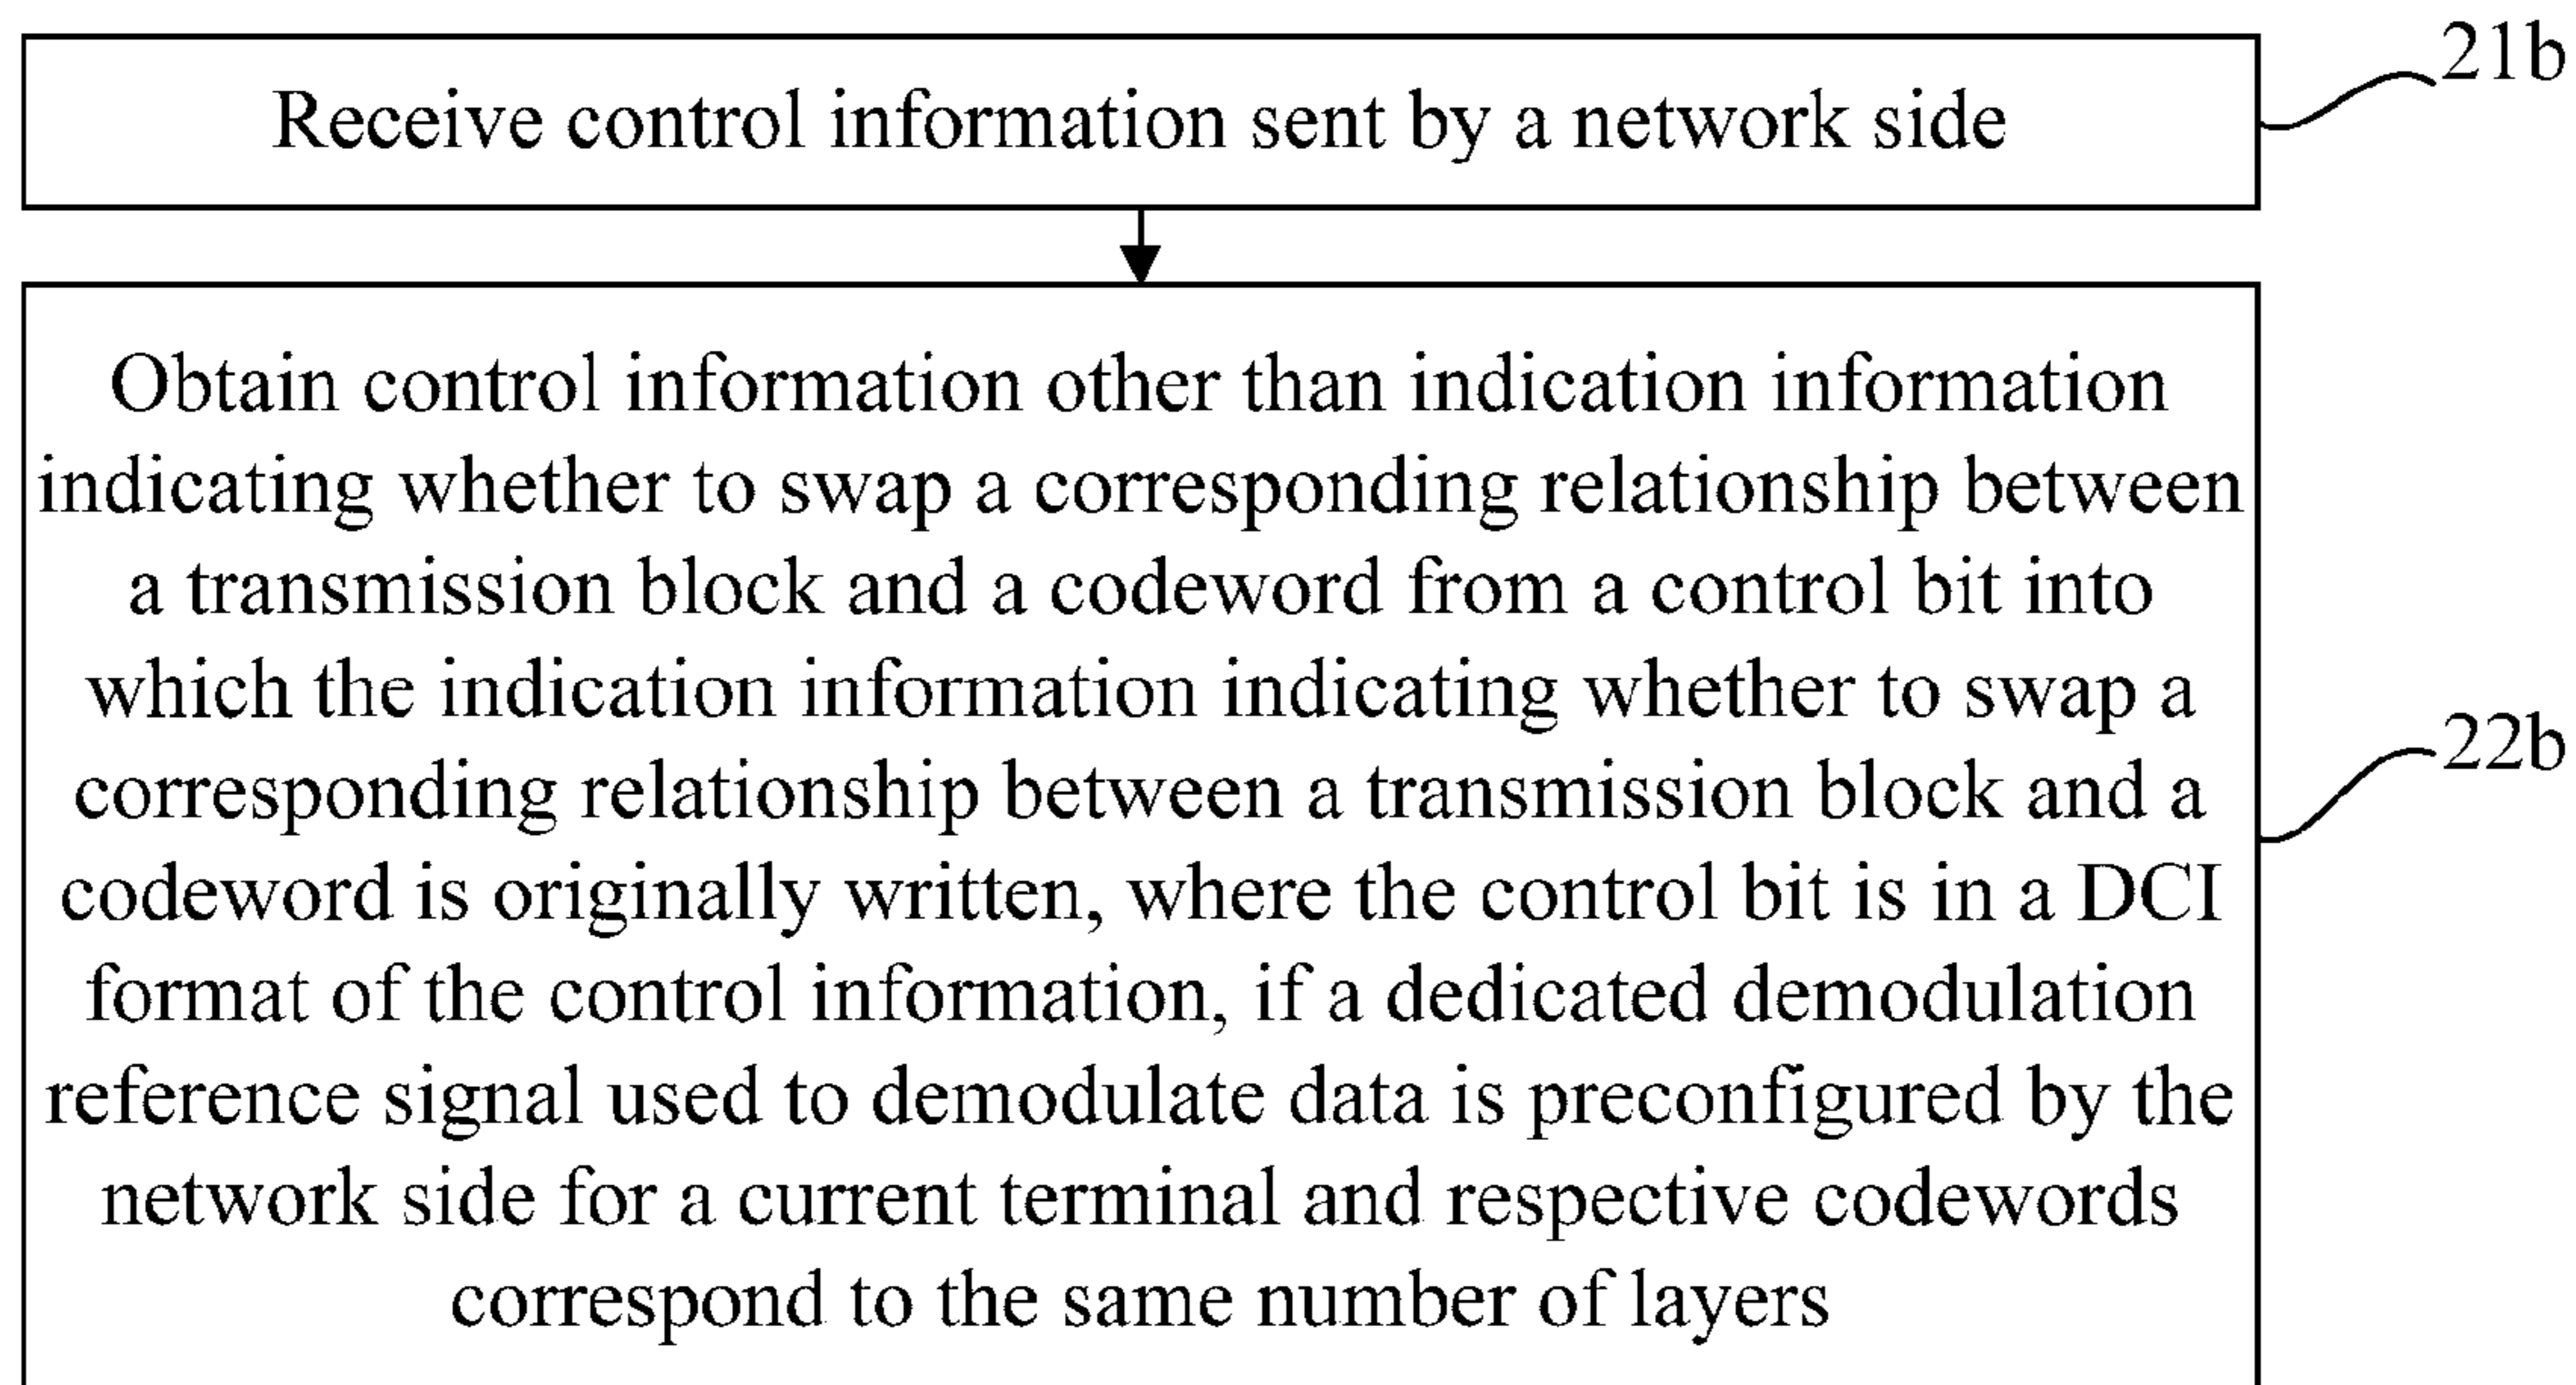 21b
Receive control information sent by a network side
Obtain control information other than indication information
indicating whether to swap a corresponding relationship between
a transmission block and a codeword from a control bit into
which the indication information indicating whether to swap a
corresponding relationship between a transmission block and a
22b
codeword is originally written, where the control bit is in a DCI
format of the control information, if a dedicated demodulation
reference signal used to demodulate data is preconfigured by the
network side for a current terminal and respective codewords
correspond to the same number of layers